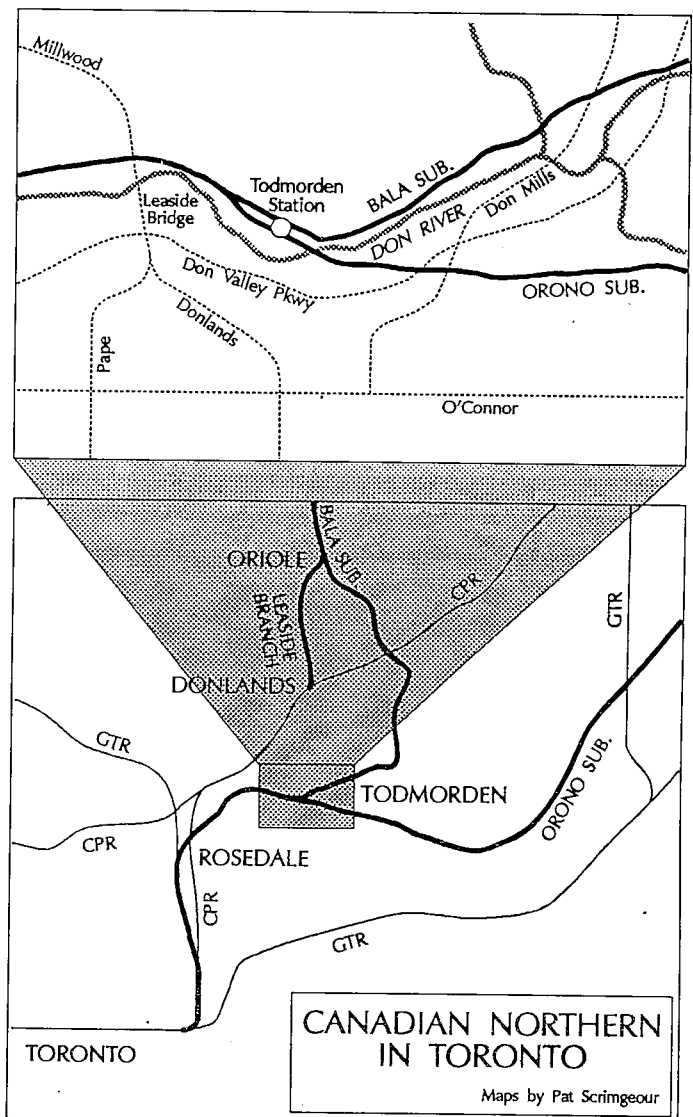 Millwood
Todmorden
Station
Leaside
Bridge
BALA SUB.
DON RIVER
Don Mills
Don Valley Pkwy
ORONO SUB.
Donlands
Pape
O'Connor
BALA SUB.
ORIOLE
CPR
LEASIDE
BRANCH
GTR
DONLANDS
GTR
TODMORDEN
ORONO SUB.
CPR
ROSEDALE
CPR
GTR
TORONTO
CANADIAN NORTHERN
IN TORONTO
Maps by Pat Scrimgeour